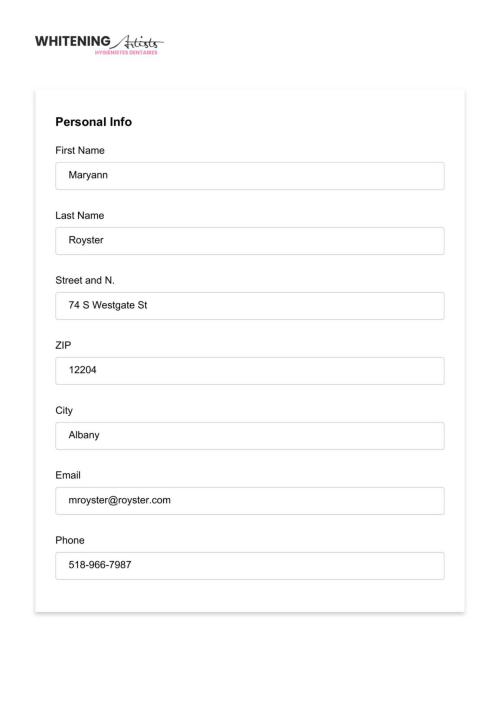 WHITENING Artists
HYGIÉNISTES DENTAIRES
Personal Info
First Name
Maryann
Last Name
Royster
Street and N.
74 S Westgate St
ZIP
12204
City
Albany
Email
mroyster@royster.com
Phone
518-966-7987